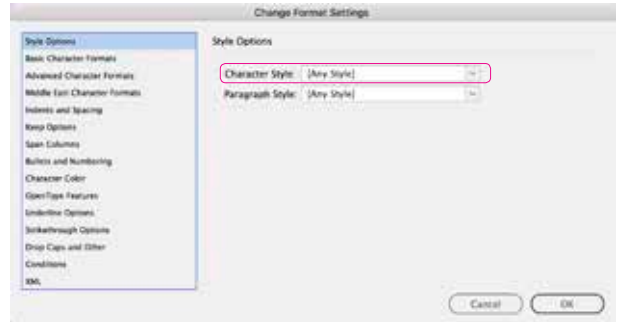 Change Format Settings
Style Options
Basic Character Formats
Advanced Character Formats
Middle East Character Formats
Indents and Spacing
Keep Options
Span Columns
Bullets and Numbering
Character Color
OpenType Features
Underline Options
Strikethrough Options
Drop Caps and Other
Conditions
XML
Style Options
Character Style: [Any Style]
Paragraph Style: [Any Style]
Cancel
OK